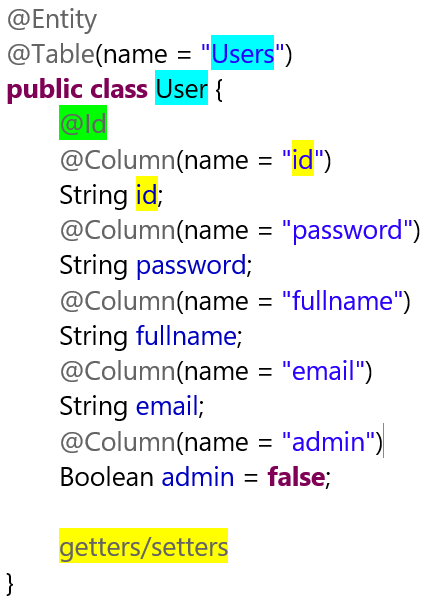 @Entity
@Table(name = "Users")
public class User {
@Id
@Column(name = "id")
String id;
@Column(name = "password")
String password;
@Column(name = "fullname")
String fullname;
@Column(name = "email")
String email;
@Column(name = "admin")
Boolean admin = false;
getters/setters
}